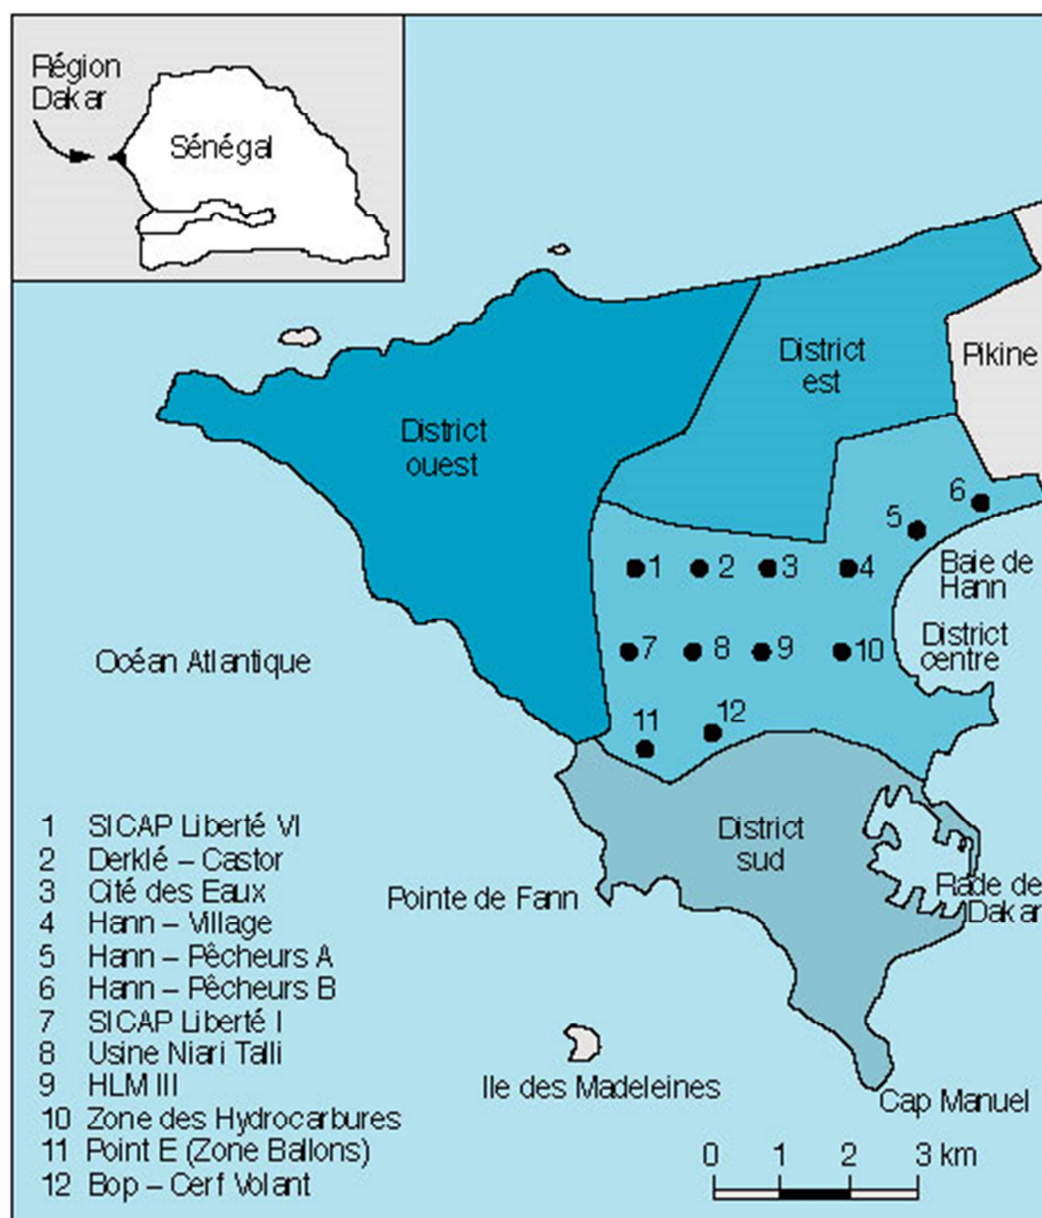 Région
Dakar
Sénégal
District
est
Pikine
District
ouest
6
5
1
2
3
4
Baie de
Hann
District
centre
Océan Atlantique
7
8
9
10
11
12
1 SICAP Liberté VI
2 Derklé – Castor
3 Cité des Eaux
4 Hann – Village
5 Hann – Pêcheurs A
6 Hann – Pêcheurs B
7 SICAP Liberté I
8 Usine Niari Talli
9 HLM III
10 Zone des Hydrocarbures
11 Point E (Zone Ballons)
12 Bop – Cerf Volant
District
sud
Pointe de Fann
Rade de
Dakar
Ile des Madeleines
Cap Manuel
0 1 2 3 km